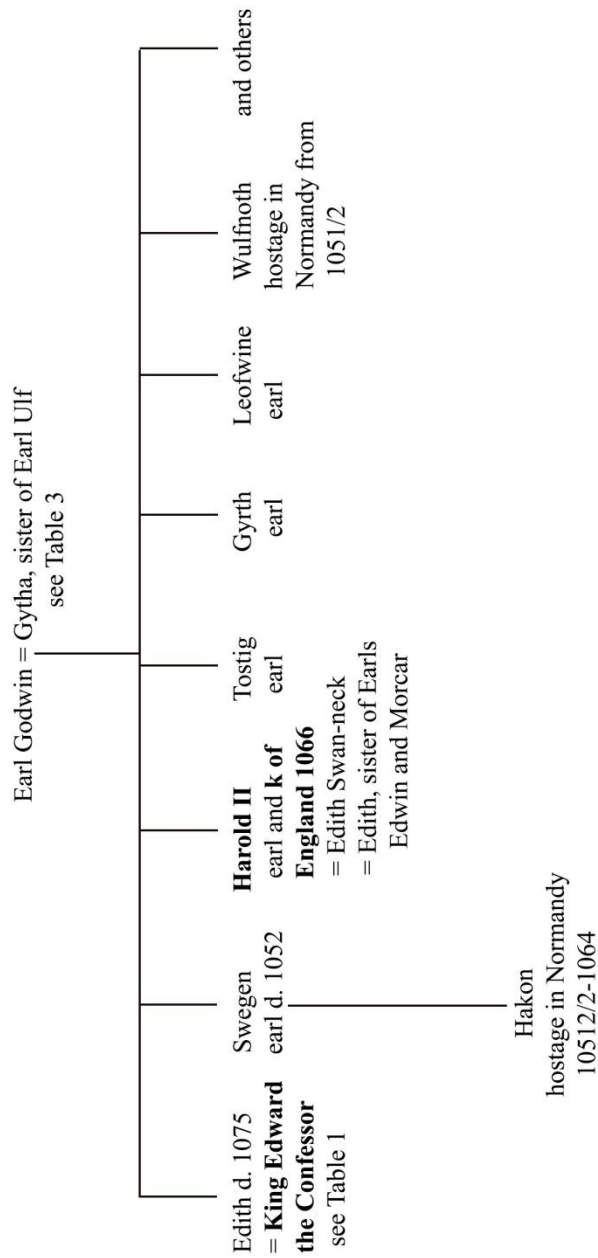 Earl Godwin = Gytha, sister of Earl Ulf
see Table 3
Edith d. 1075
= King Edward
the Confessor
see Table 1
Swegen
earl d. 1052
Harold II
earl and k of
England 1066
= Edith Swan-neck
= Edith, sister of Earls
Edwin and Morcar
Tostig
earl
Gyrth
earl
Leofwine
earl
Wulfnoth
hostage in
Normandy from
1051/2
and others
Hakon
hostage in Normandy
10512/2-1064